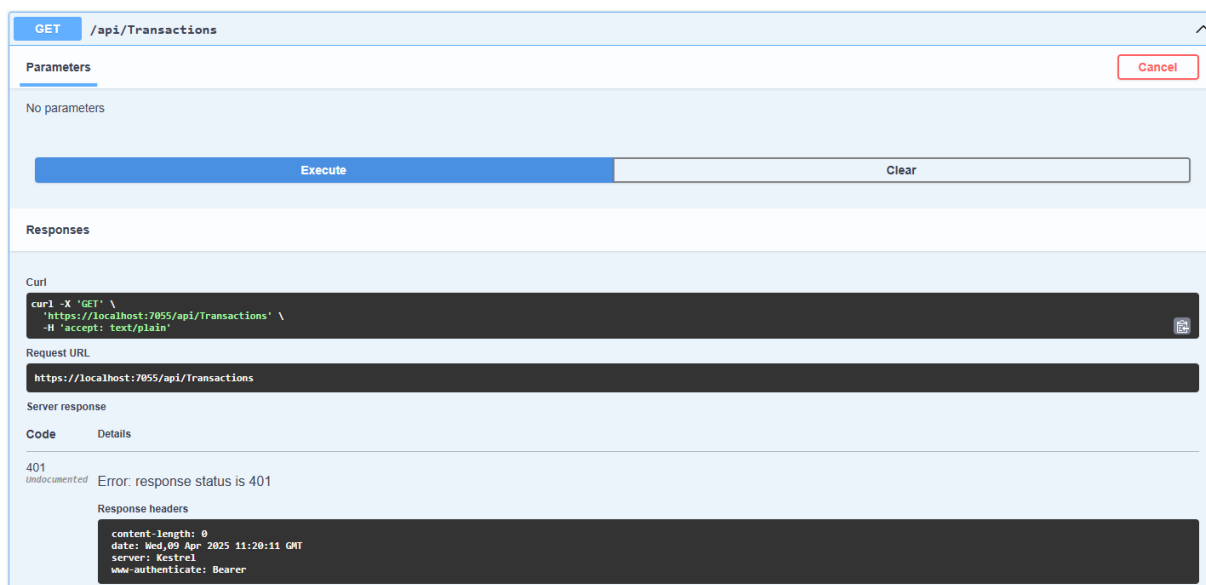 GET /api/Transactions
Parameters
Cancel
No parameters
Execute
Clear
Responses
Curl
curl -X 'GET' \
'https://localhost:7055/api/Transactions' \
-H 'accept: text/plain'
Request URL
https://localhost:7055/api/Transactions
Server response
Code Details
401
Undocumented
Error: response status is 401
Response headers
content-length: 0
date: Wed,09 Apr 2025 11:20:11 GMT
server: Kestrel
www-authenticate: Bearer